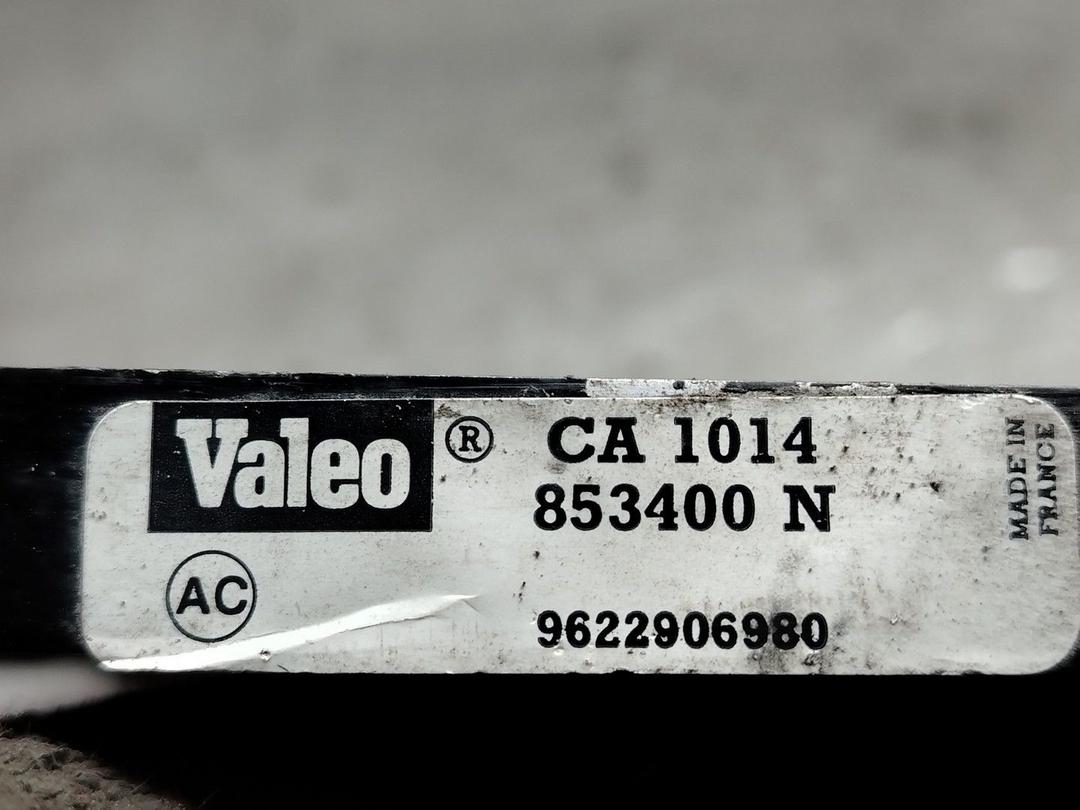 Valeo ®
CA 1014
853400 N
AC
9622906980
MADE IN
FRANCE